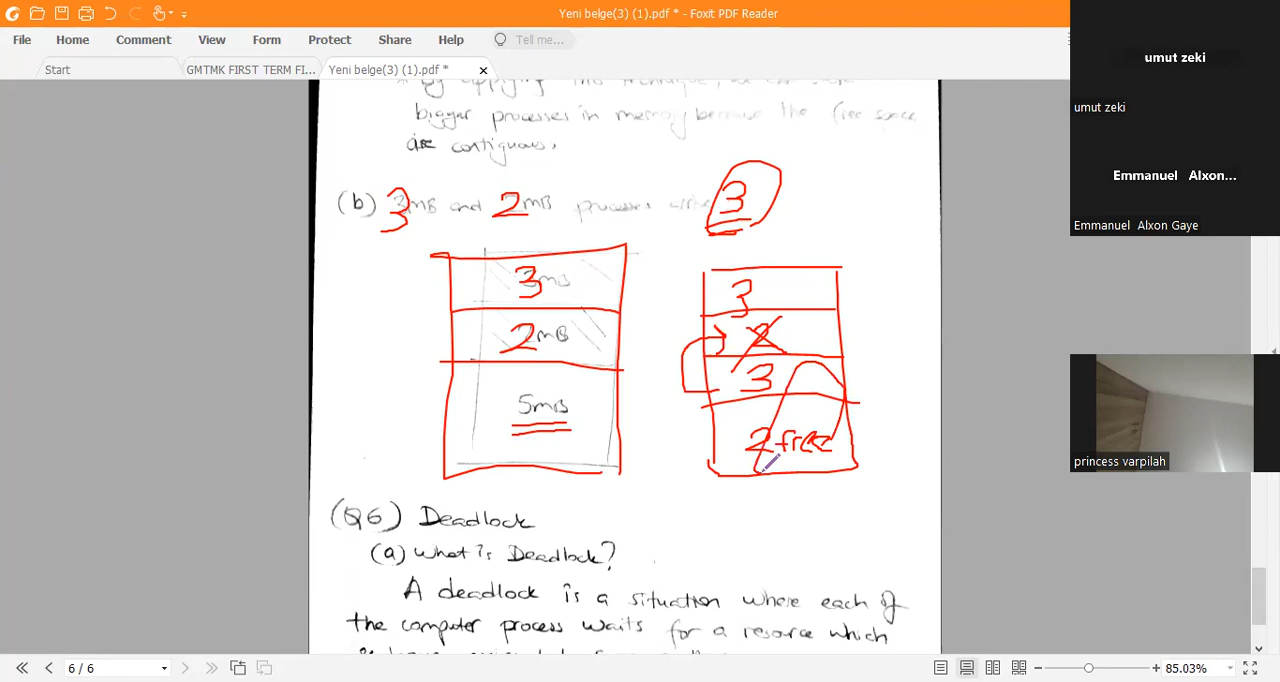 Yeni belge(3) (1).pdf * - Foxit PDF Reader
File Home Comment View Form Protect Share Help Tell me...
Start GMTMK FIRST TERM FI... Yeni belge(3) (1).pdf *
umut zeki
umut zeki
Emmanuel Alxon...
Emmanuel Alxon Gaye
princess varpilah
By applying this technique,
bigger processes in memory because the free space
are contiguous.
(b) 3MB and 2MB processes 3
3MB
2MB
5MB
3
2
3
2 free
(Q6) Deadlock
(a) What is Deadlock?
A deadlock is a situation where each of
the computer process waits for a resource which
6 / 6 85.03%